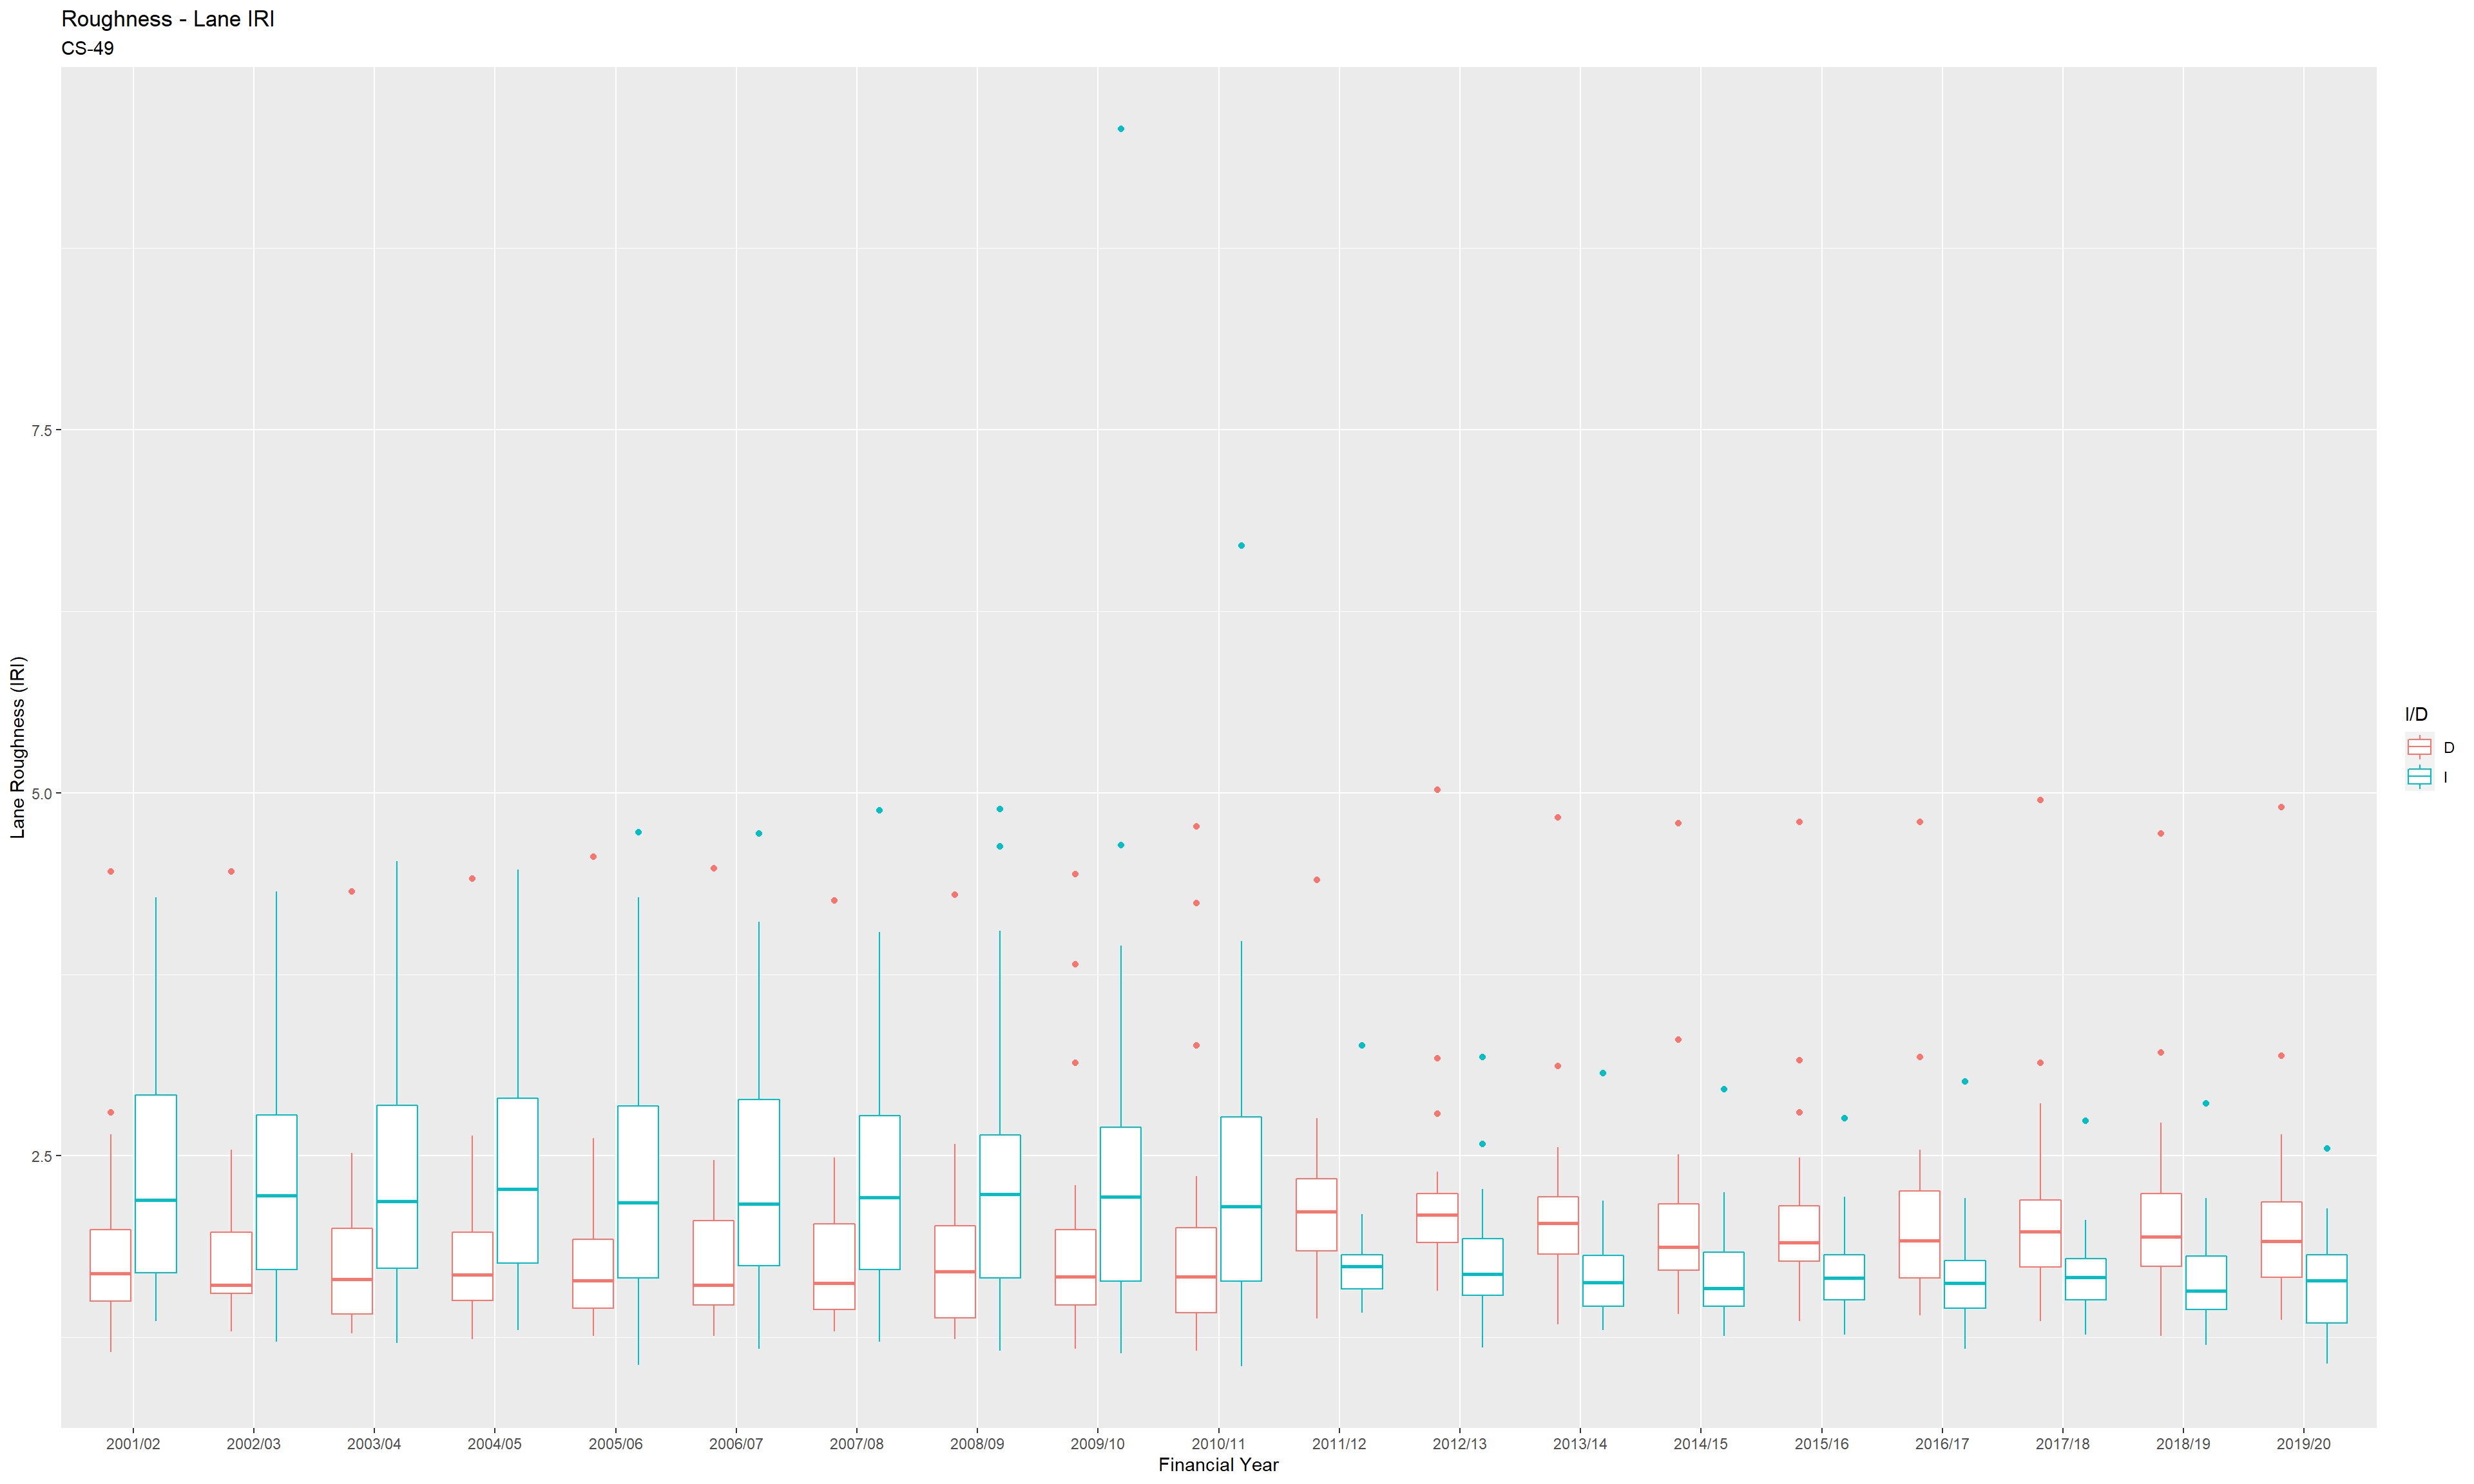 Roughness - Lane IRI
CS-49
Lane Roughness (IRI)
7.5
5.0
2.5
2001/02 2002/03 2003/04 2004/05 2005/06 2006/07 2007/08 2008/09 2009/10 2010/11 2011/12 2012/13 2013/14 2014/15 2015/16 2016/17 2017/18 2018/19 2019/20
Financial Year
I/D
D
I